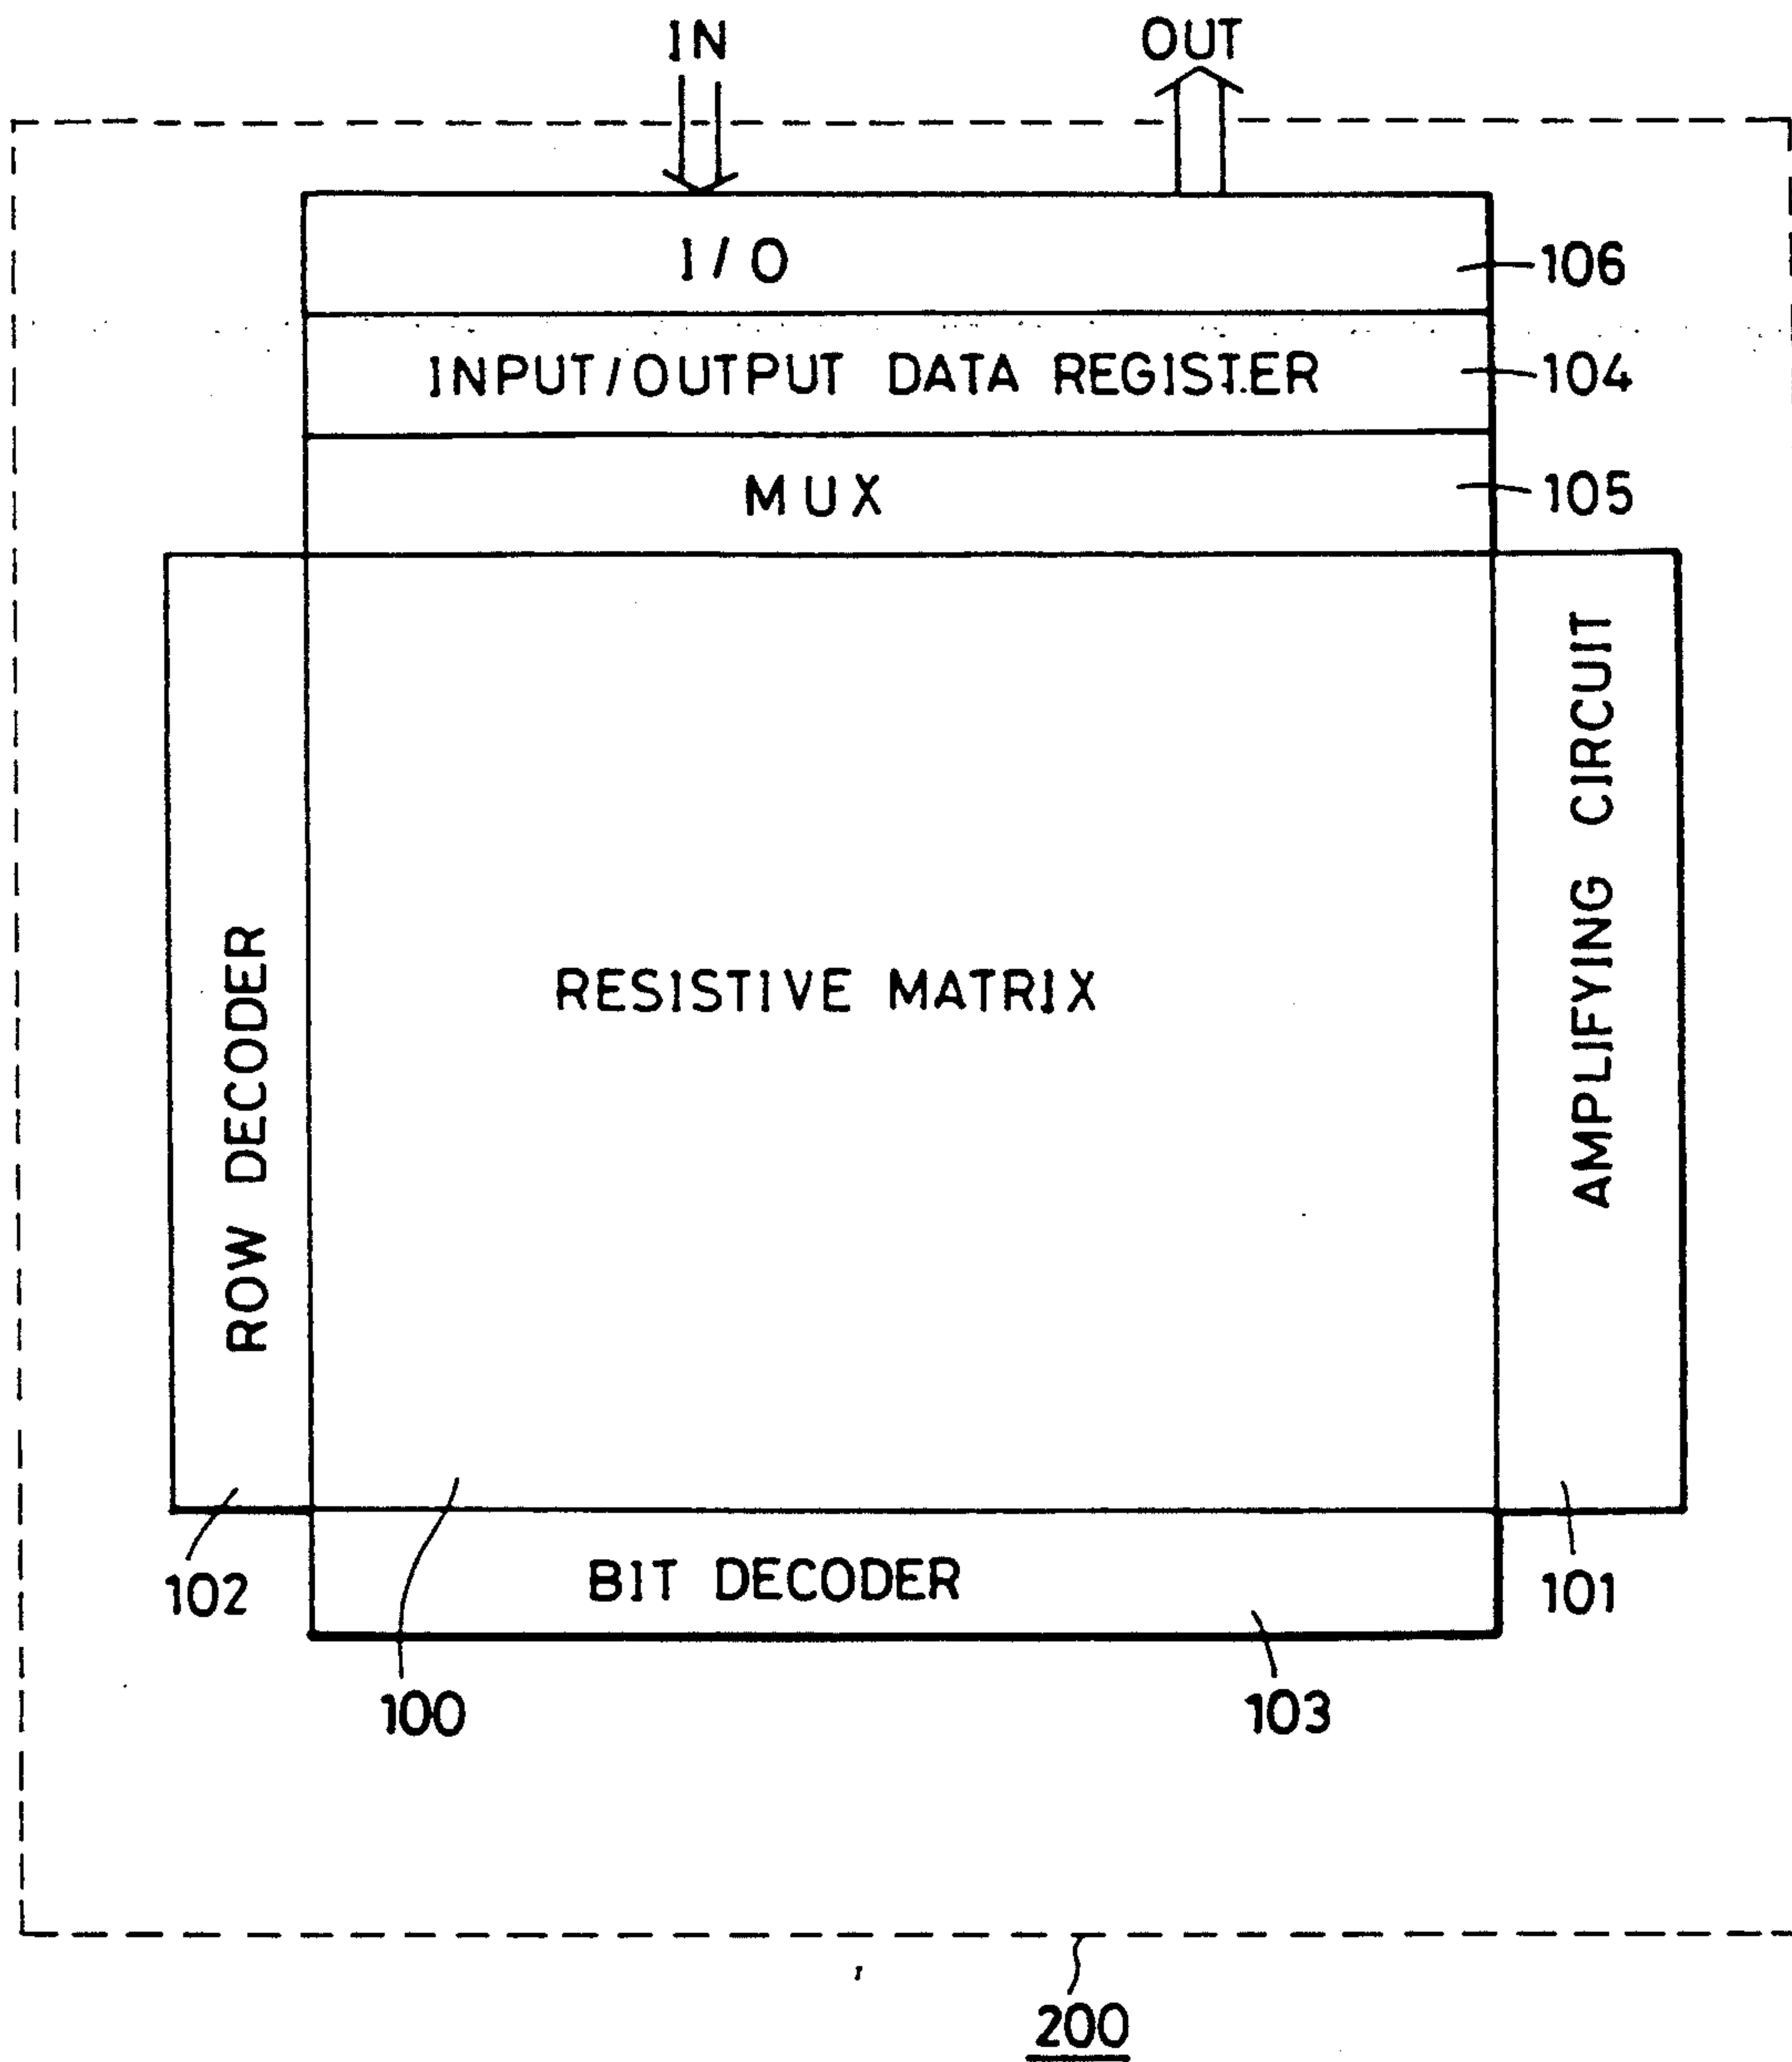 IN
OUT
I/O
106
INPUT/OUTPUT DATA REGISTER
104
MUX
105
ROW DECODER
RESISTIVE MATRIX
AMPLIFYING CIRCUIT
102
BIT DECODER
101
100
103
200